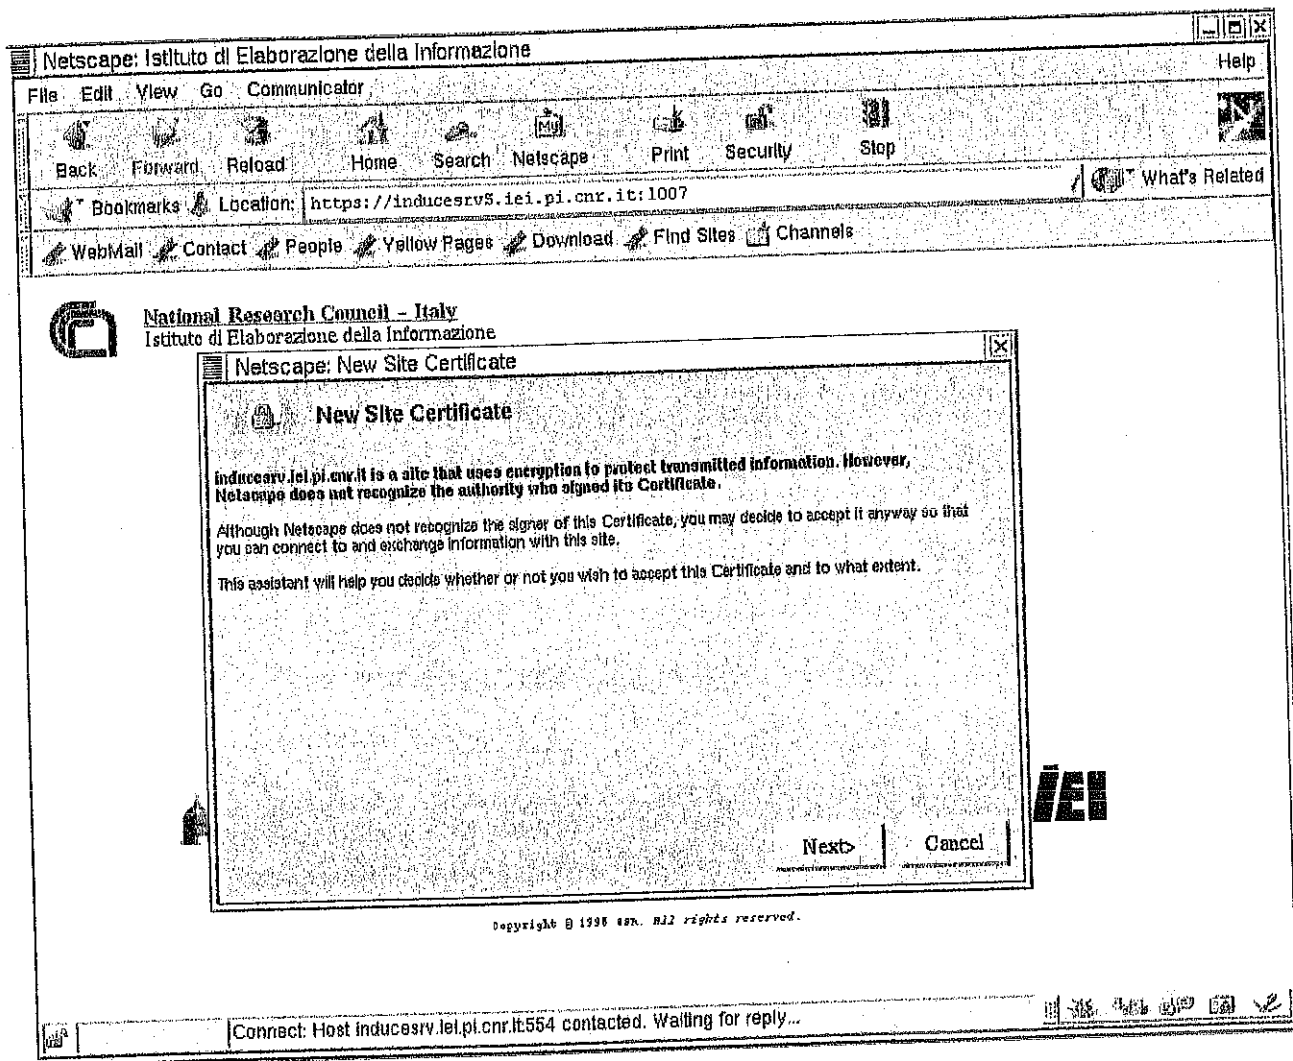 Netscape: Istituto di Elaborazione della Informazione
File Edit View Go Communicator Help
Back Forward Reload Home Search Netscape Print Security Stop
Bookmarks Location: https://inducesrv5.iei.pi.cnr.it:1007 What's Related
WebMail Contact People Yellow Pages Download Find Sites Channels
National Research Council – Italy
Istituto di Elaborazione della Informazione
Netscape: New Site Certificate
New Site Certificate
inducesrv.iei.pi.cnr.it is a site that uses encryption to protect transmitted information. However,
Netscape does not recognize the authority who signed its Certificate.
Although Netscape does not recognize the signer of this Certificate, you may decide to accept it anyway so that
you can connect to and exchange information with this site.
This assistant will help you decide whether or not you wish to accept this Certificate and to what extent.
IEI
Next> Cancel
Copyright © All rights reserved.
Connect: Host inducesrv.iei.pi.cnr.it:554 contacted. Waiting for reply...